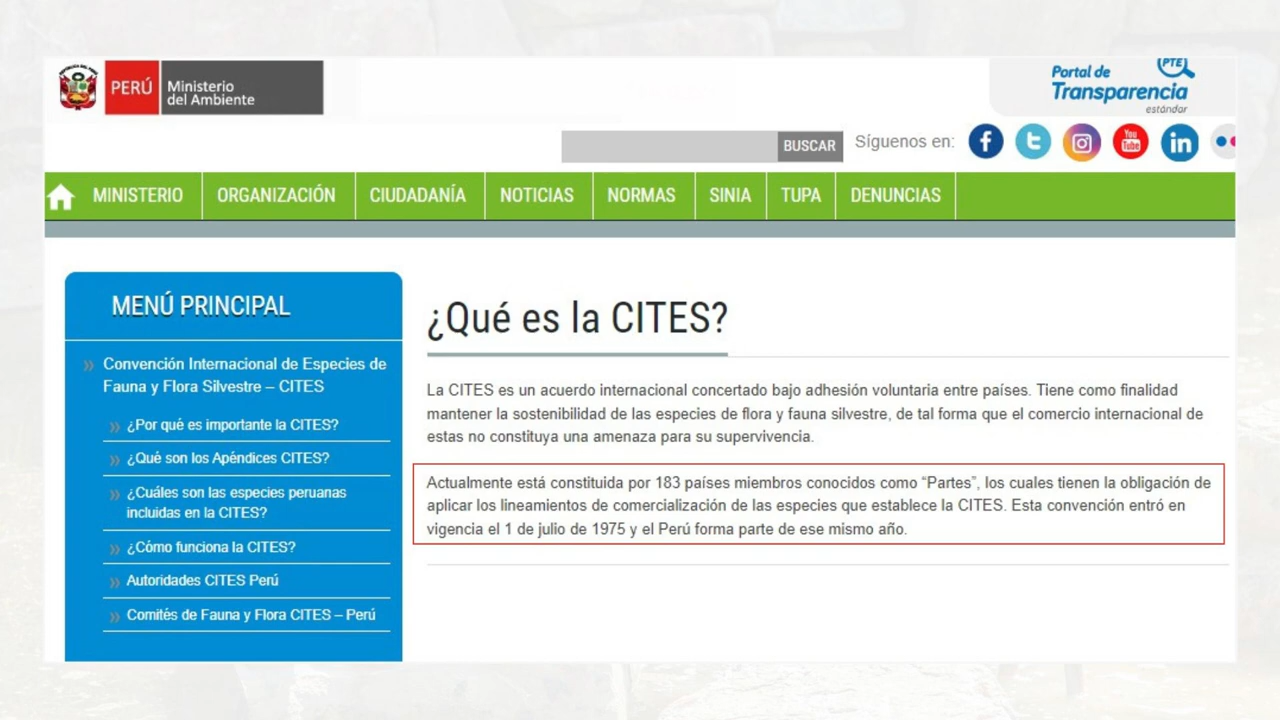 PERÚ
Ministerio
del Ambiente
PTE
Portal de
Transparencia
estándar
BUSCAR
Síguenos en:
You
Tube
in
MINISTERIO
ORGANIZACIÓN
CIUDADANÍA
NOTICIAS
NORMAS
SINIA
TUPA
DENUNCIAS
MENÚ PRINCIPAL
Convención Internacional de Especies de
Fauna y Flora Silvestre – CITES
¿Por qué es importante la CITES?
¿Qué son los Apéndices CITES?
¿Cuáles son las especies peruanas
incluidas en la CITES?
¿Cómo funciona la CITES?
Autoridades CITES Perú
Comités de Fauna y Flora CITES – Perú
¿Qué es la CITES?
La CITES es un acuerdo internacional concertado bajo adhesión voluntaria entre países. Tiene como finalidad
mantener la sostenibilidad de las especies de flora y fauna silvestre, de tal forma que el comercio internacional de
estas no constituya una amenaza para su supervivencia.
Actualmente está constituida por 183 países miembros conocidos como “Partes”, los cuales tienen la obligación de
aplicar los lineamientos de comercialización de las especies que establece la CITES. Esta convención entró en
vigencia el 1 de julio de 1975 y el Perú forma parte de ese mismo año.